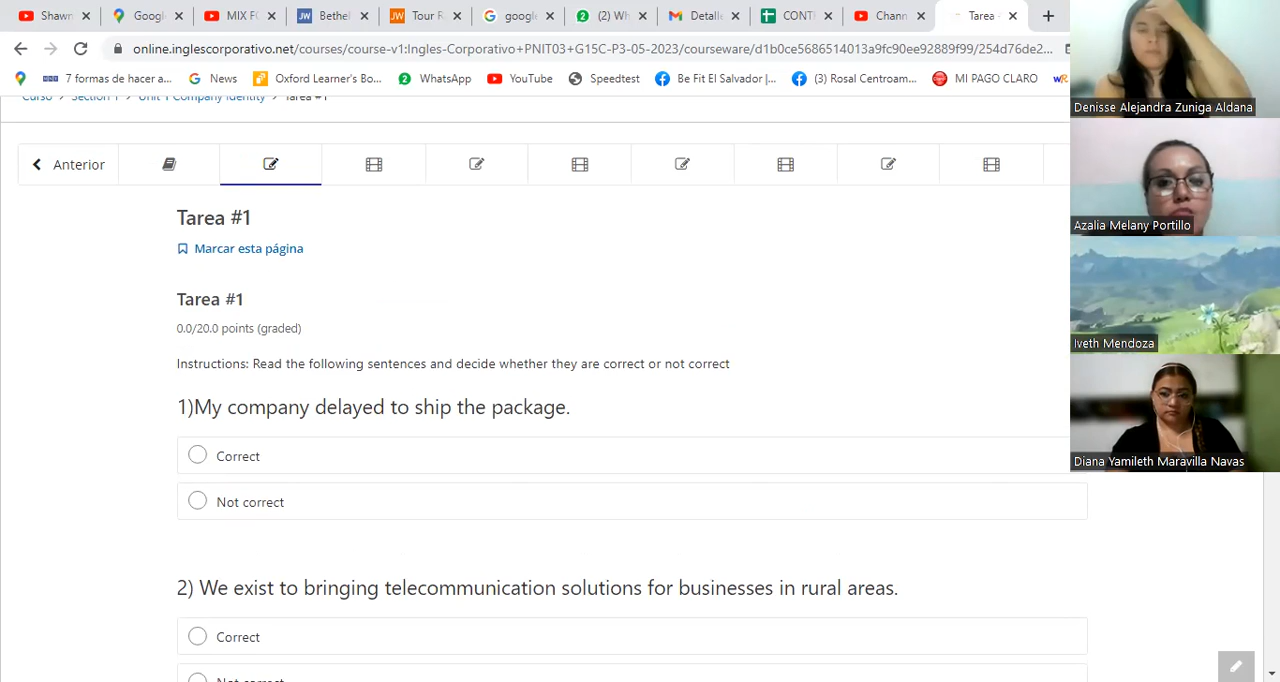 Shawn
Googl
MIX FO
Bethel
Tour R
google
(2) Wh
Detalle
CONT
Chann
Tarea
online.inglescorporativo.net/courses/course-v1:Ingles-Corporativo+PNIT03+G15C-P3-05-2023/courseware/d1b0ce5686514013a9fc90ee92889f99/254d76de2...
7 formas de hacer a...
News
Oxford Learner's Bo...
WhatsApp
YouTube
Speedtest
Be Fit El Salvador |...
(3) Rosal Centroam...
MI PAGO CLARO
Curso > Section 1 > Unit 1 Company Identity > Tarea #1
Anterior
Tarea #1
Marcar esta página
Tarea #1
0.0/20.0 points (graded)
Instructions: Read the following sentences and decide whether they are correct or not correct
1)My company delayed to ship the package.
Correct
Not correct
2) We exist to bringing telecommunication solutions for businesses in rural areas.
Correct
Not correct
Denisse Alejandra Zuniga Aldana
Azalia Melany Portillo
Iveth Mendoza
Diana Yamileth Maravilla Navas